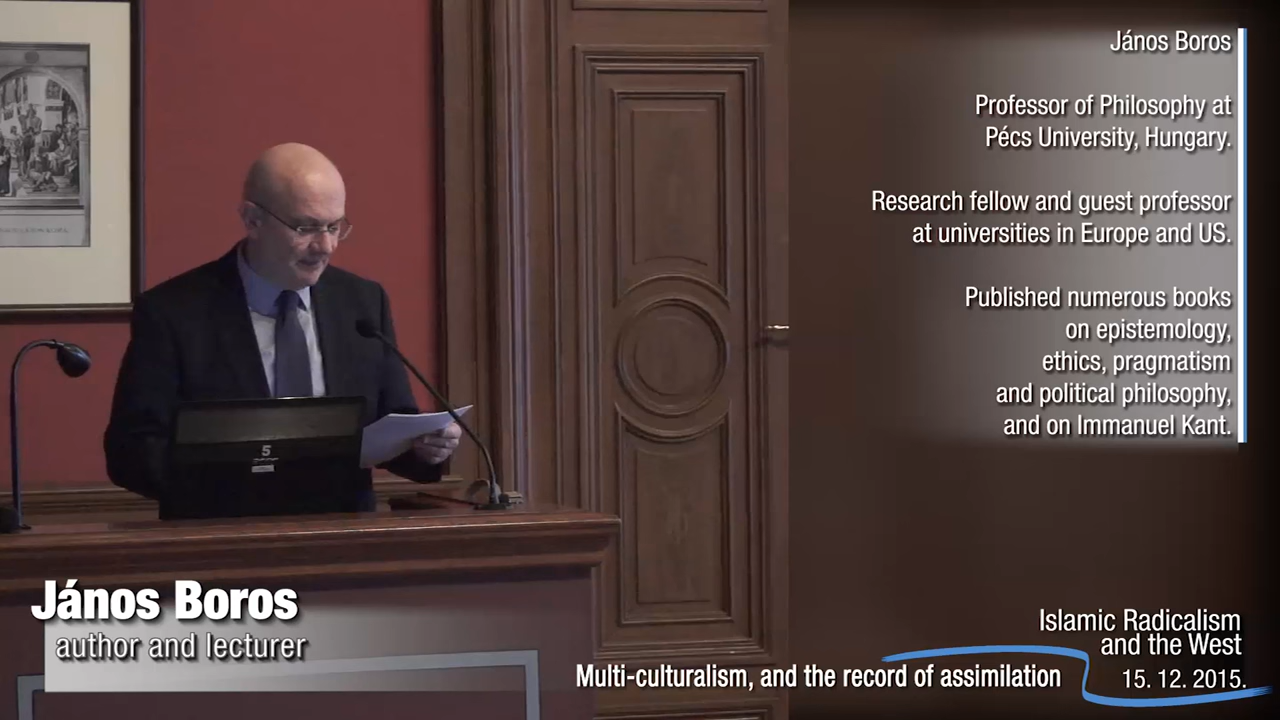 János Boros
Professor of Philosophy at
Pécs University, Hungary.
Research fellow and guest professor
at universities in Europe and US.
Published numerous books
on epistemology,
ethics, pragmatism
and political philosophy,
and on Immanuel Kant.
5
János Boros
author and lecturer
Islamic Radicalism
and the West
Multi-culturalism, and the record of assimilation
15. 12. 2015.